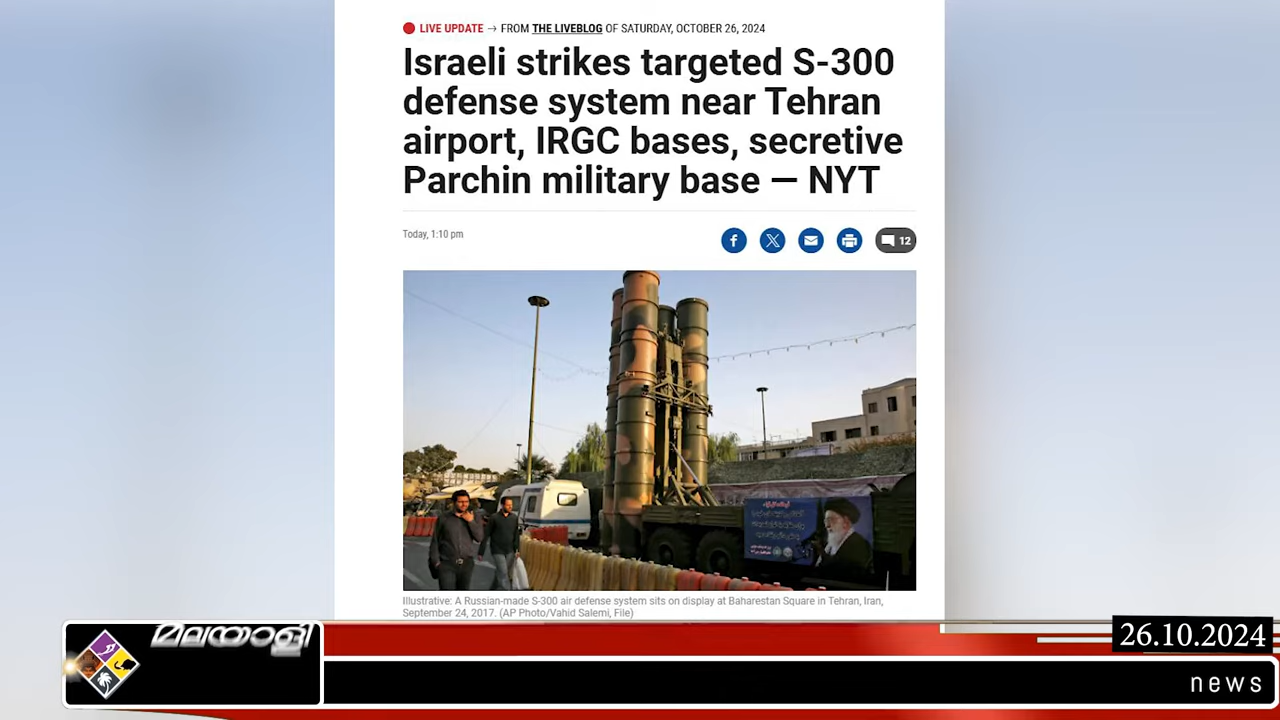 LIVE UPDATE → FROM THE LIVEBLOG OF SATURDAY, OCTOBER 26, 2024
Israeli strikes targeted S-300
defense system near Tehran
airport, IRGC bases, secretive
Parchin military base — NYT
Today, 1:10 pm
12
Illustrative: A Russian-made S-300 air defense system sits on display at Baharestan Square in Tehran, Iran,
September 24, 2017. (AP Photo/Vahid Salemi, File)
മലയാളി
26.10.2024
news